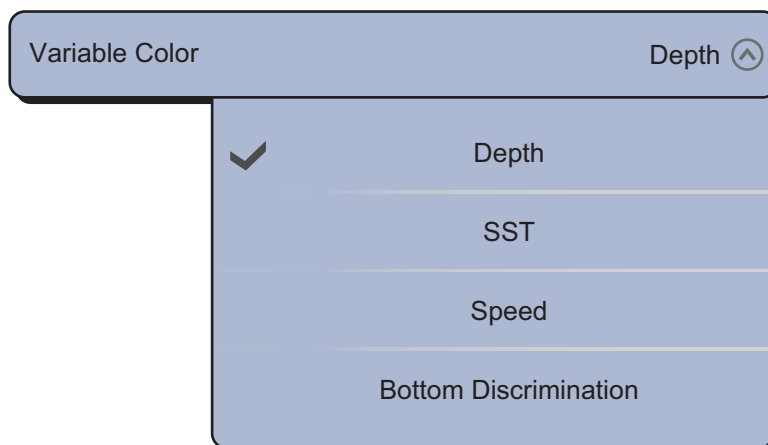 Variable Color Depth
Depth
SST
Speed
Bottom Discrimination